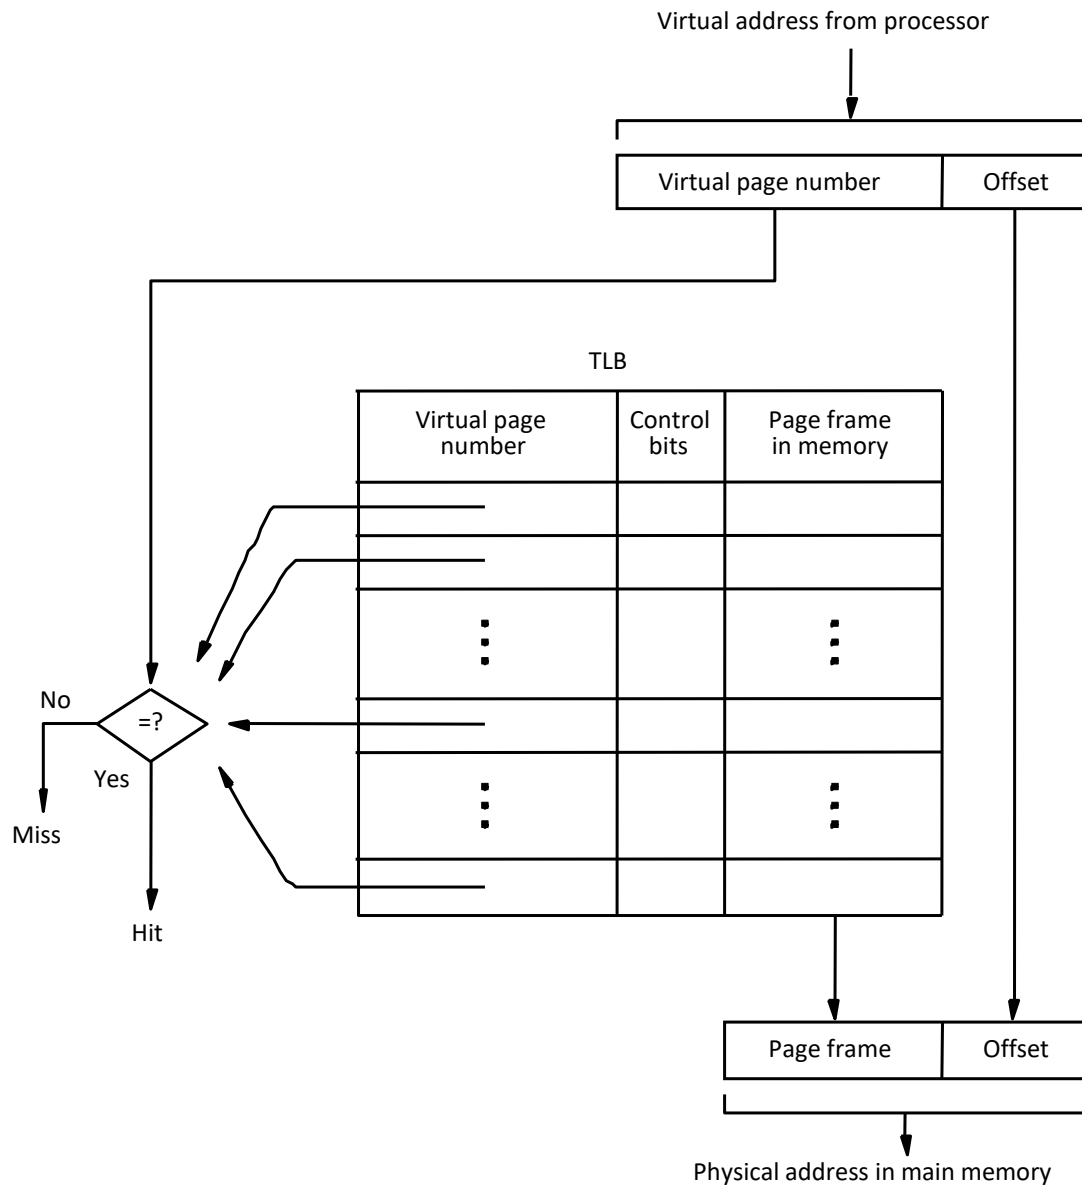 Virtual address from processor
Virtual page number
Offset
TLB
Virtual page
number
Control
bits
Page frame
in memory
No
=?
Yes
Miss
Hit
Page frame
Offset
Physical address in main memory